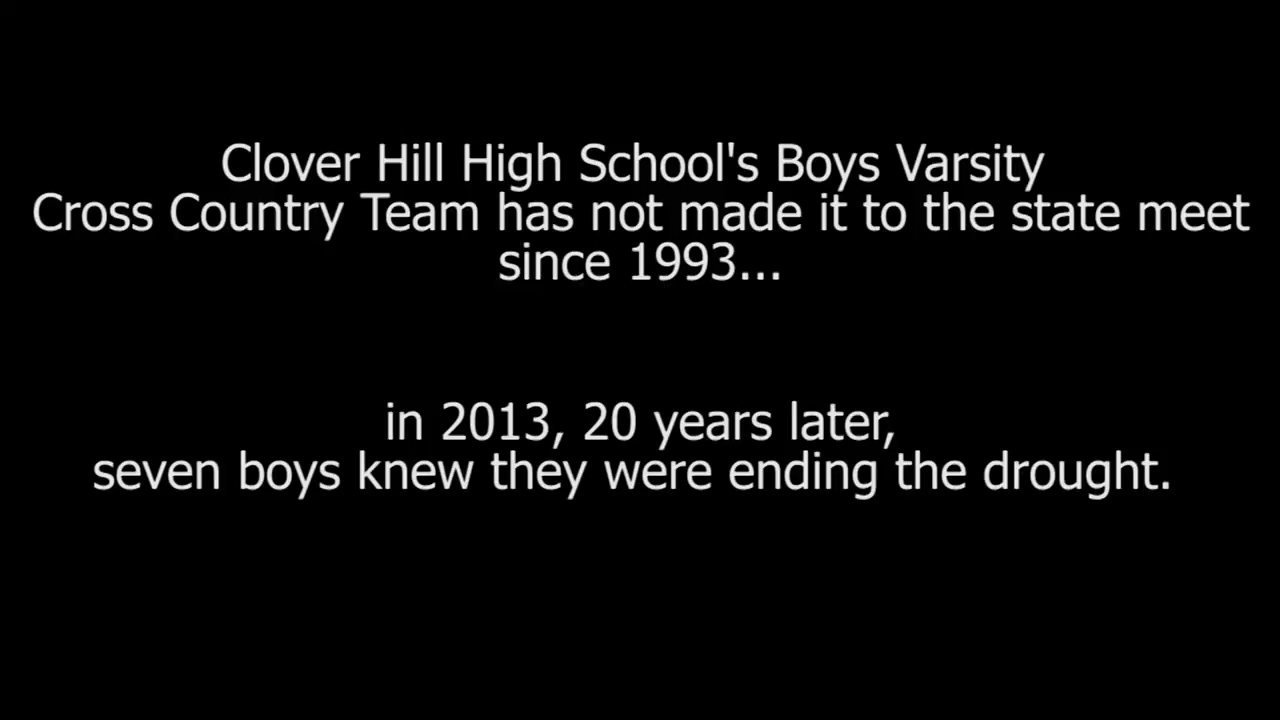 Clover Hill High School's Boys Varsity
Cross Country Team has not made it to the state meet
since 1993...
in 2013, 20 years later,
seven boys knew they were ending the drought.